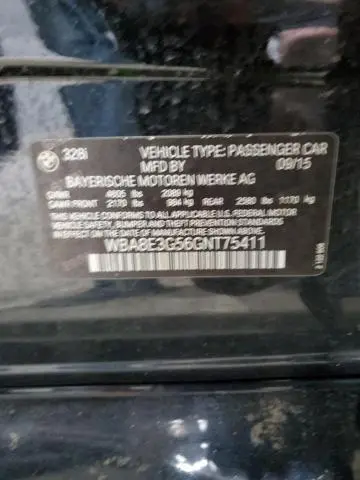 328i VEHICLE TYPE: PASSENGER CAR
MFD BY 09/15
BAYERISCHE MOTOREN WERKE AG
GVWR 4605 lbs 2089 kg
GAWR FRONT 2170 lbs 984 kg GAWR REAR 2580 lbs 1170 kg
THIS VEHICLE CONFORMS TO ALL APPLICABLE U.S. FEDERAL MOTOR
VEHICLE SAFETY, BUMPER, AND THEFT PREVENTION STANDARDS
IN EFFECT ON THE DATE OF MANUFACTURE SHOWN ABOVE.
WBA8E3G56GNT75411